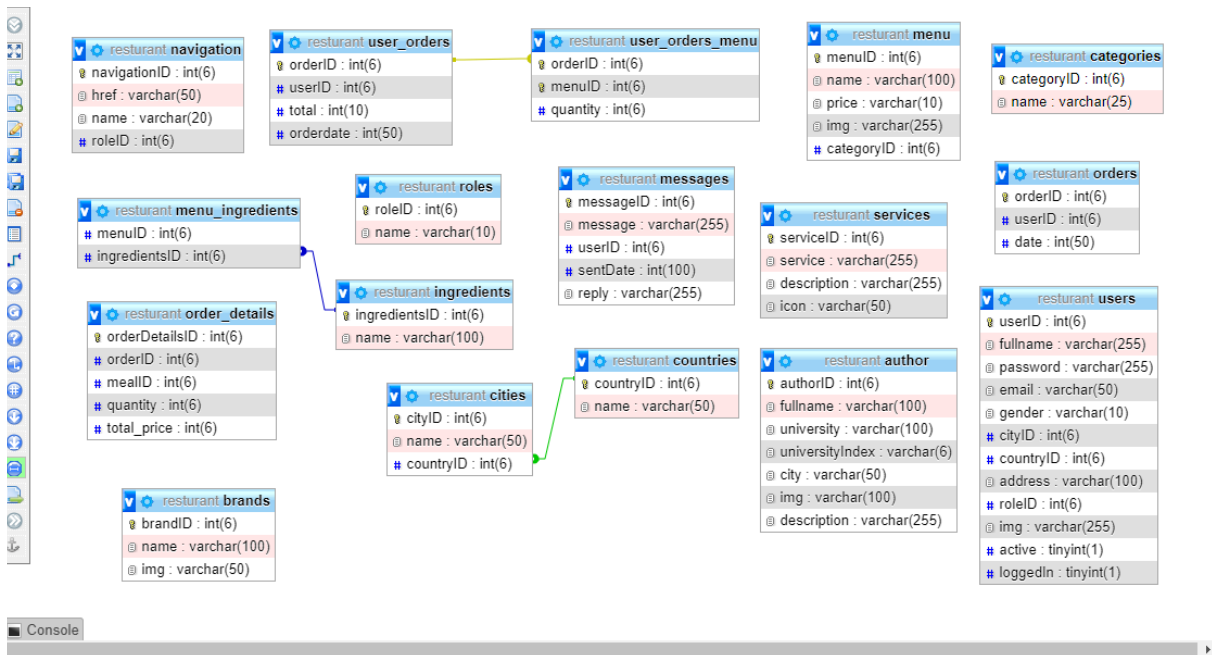 resturant navigation
navigationID : int(6)
href : varchar(50)
name : varchar(20)
roleID : int(6)
resturant user_orders
orderID : int(6)
userID : int(6)
total : int(10)
orderdate : int(50)
resturant user_orders_menu
orderID : int(6)
menuID : int(6)
quantity : int(6)
resturant menu
menuID : int(6)
name : varchar(100)
price : varchar(10)
img : varchar(255)
categoryID : int(6)
resturant categories
categoryID : int(6)
name : varchar(25)
resturant menu_ingredients
menuID : int(6)
ingredientsID : int(6)
resturant roles
roleID : int(6)
name : varchar(10)
resturant messages
messageID : int(6)
message : varchar(255)
userID : int(6)
sentDate : int(100)
reply : varchar(255)
resturant services
serviceID : int(6)
service : varchar(255)
description : varchar(255)
icon : varchar(50)
resturant orders
orderID : int(6)
userID : int(6)
date : int(50)
resturant order_details
orderDetailsID : int(6)
orderID : int(6)
mealID : int(6)
quantity : int(6)
total_price : int(6)
resturant ingredients
ingredientsID : int(6)
name : varchar(100)
resturant cities
cityID : int(6)
name : varchar(50)
countryID : int(6)
resturant countries
countryID : int(6)
name : varchar(50)
resturant author
authorID : int(6)
fullname : varchar(100)
university : varchar(100)
universityIndex : varchar(6)
city : varchar(50)
img : varchar(100)
description : varchar(255)
resturant users
userID : int(6)
fullname : varchar(255)
password : varchar(255)
email : varchar(50)
gender : varchar(10)
cityID : int(6)
countryID : int(6)
address : varchar(100)
roleID : int(6)
img : varchar(255)
active : tinyint(1)
loggedIn : tinyint(1)
resturant brands
brandID : int(6)
name : varchar(100)
img : varchar(50)
Console